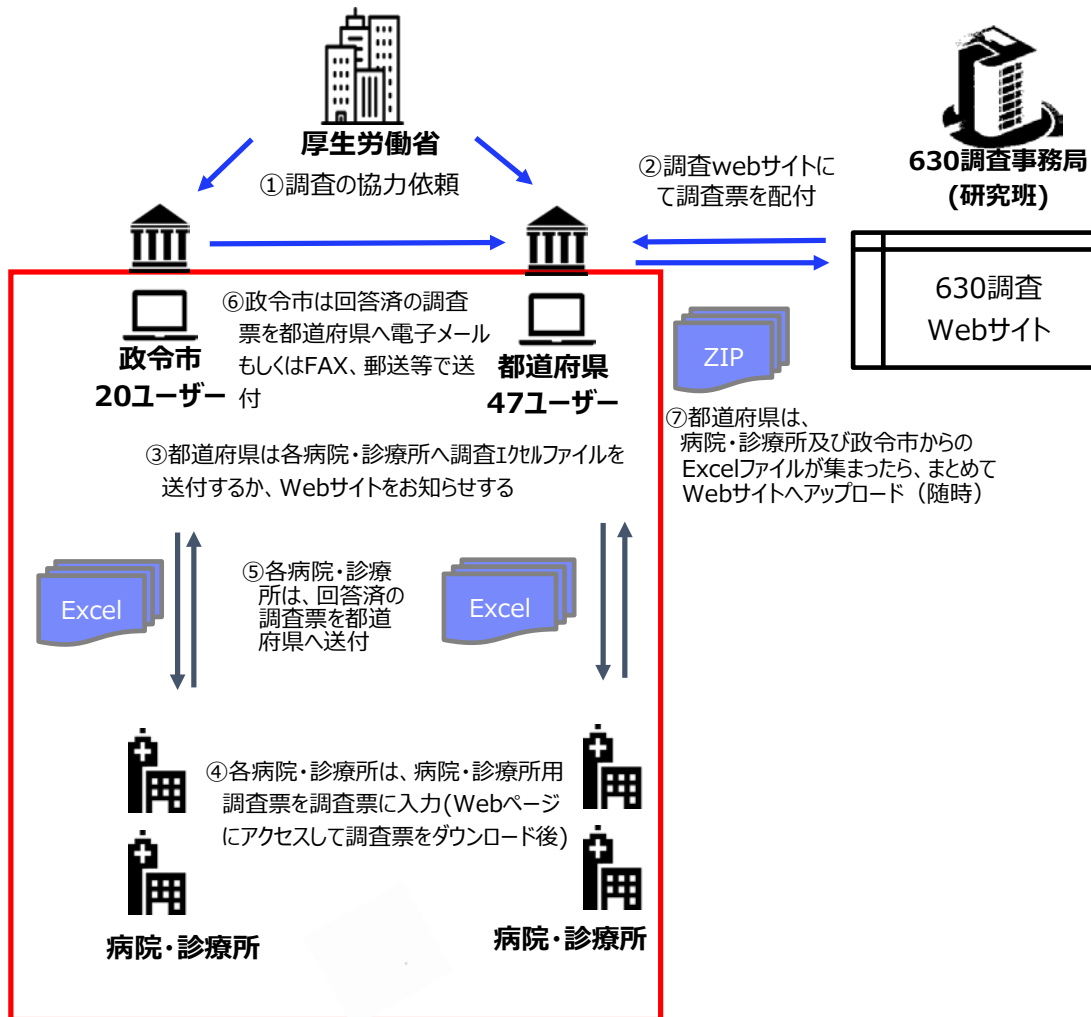 厚生労働省
①調査の協力依頼
②調査webサイトに
て調査票を配付
630調査事務局
(研究班)
630調査
Webサイト
政令市
20ユーザー
⑥政令市は回答済の調査
票を都道府県へ電子メール
もしくはFAX、郵送等で送
付
都道府県
47ユーザー
ZIP
⑦都道府県は、
病院・診療所及び政令市からの
Excelファイルが集まったら、まとめて
Webサイトへアップロード（随時）
③都道府県は各病院・診療所へ調査ｴｸｾﾙファイルを
送付するか、Webサイトをお知らせする
Excel
⑤各病院・診療
所は、回答済の
調査票を都道
府県へ送付
Excel
④各病院・診療所は、病院・診療所用
調査票を調査票に入力(Webページ
にアクセスして調査票をダウンロード後)
病院・診療所
病院・診療所